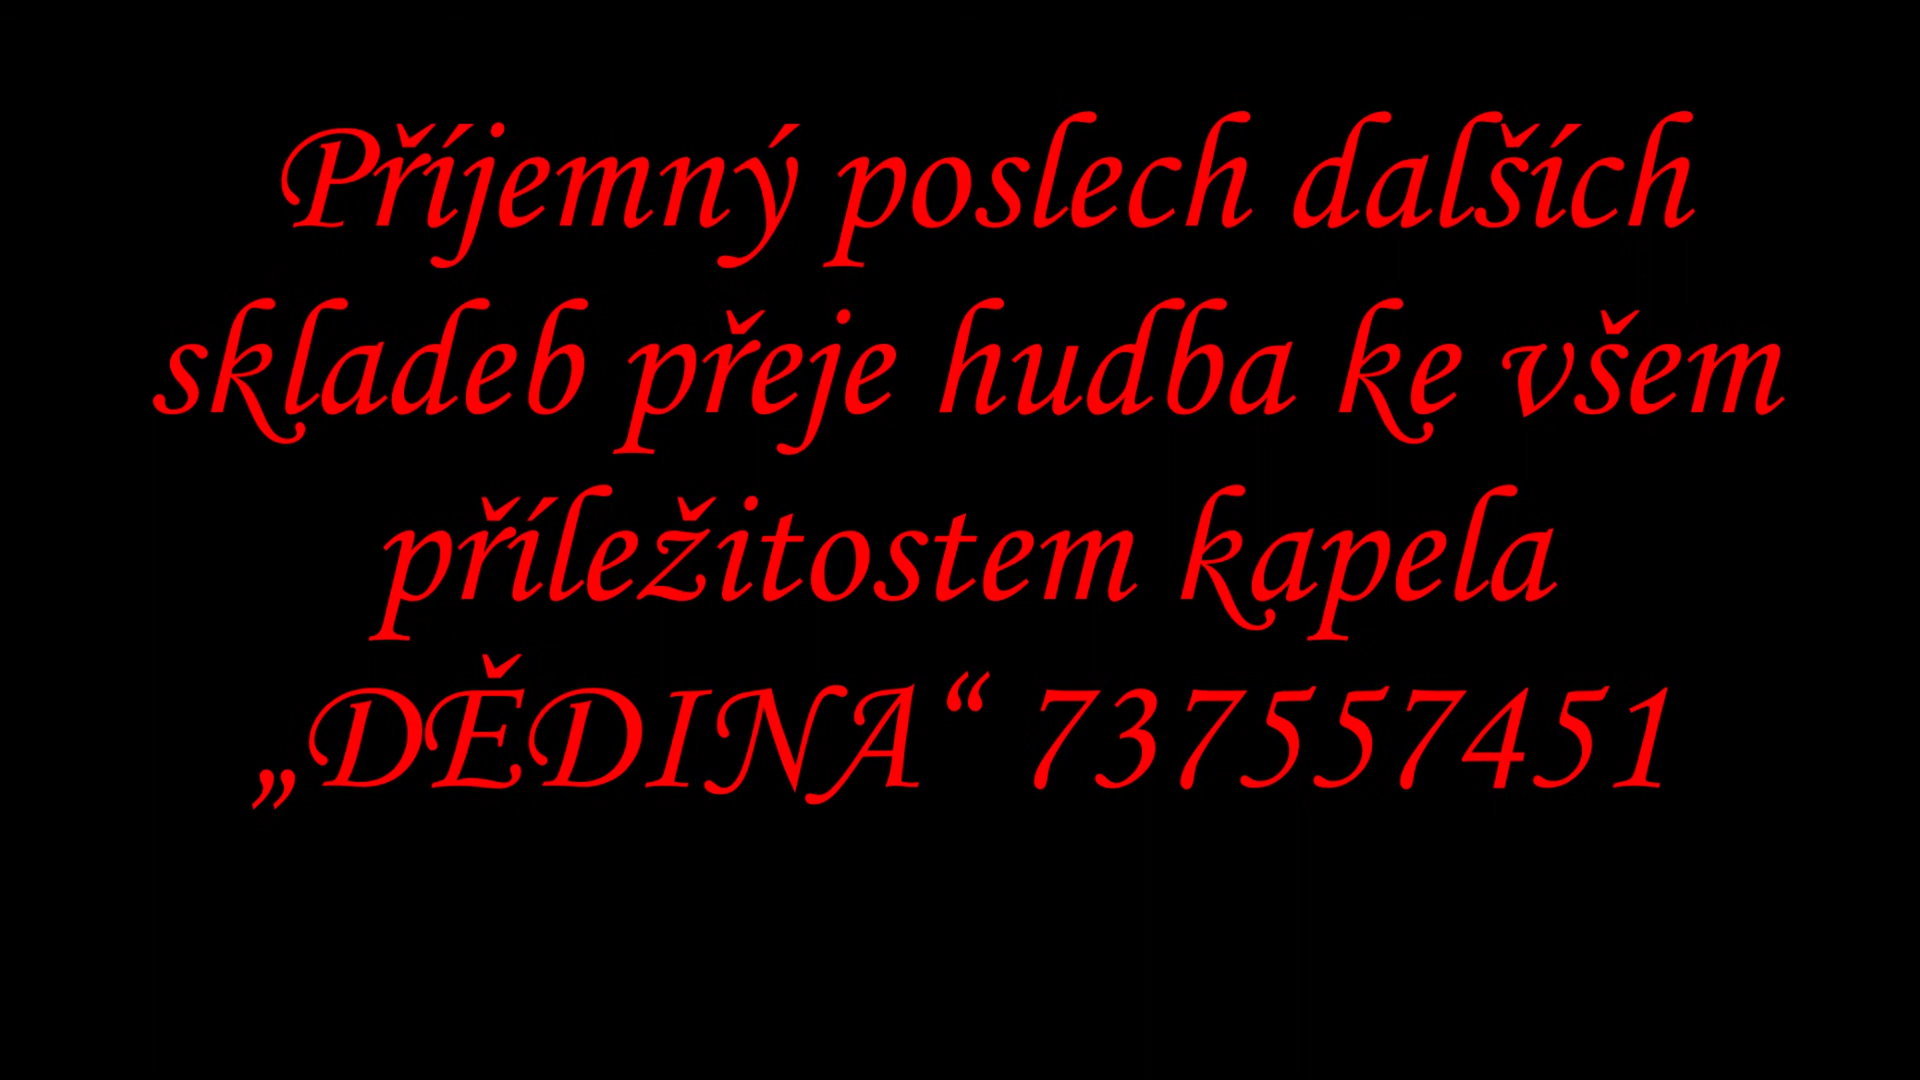 Příjemný poslech dalších
skladeb přeje hudba ke všem
příležitostem kapela
„DĚDINA“ 737557451